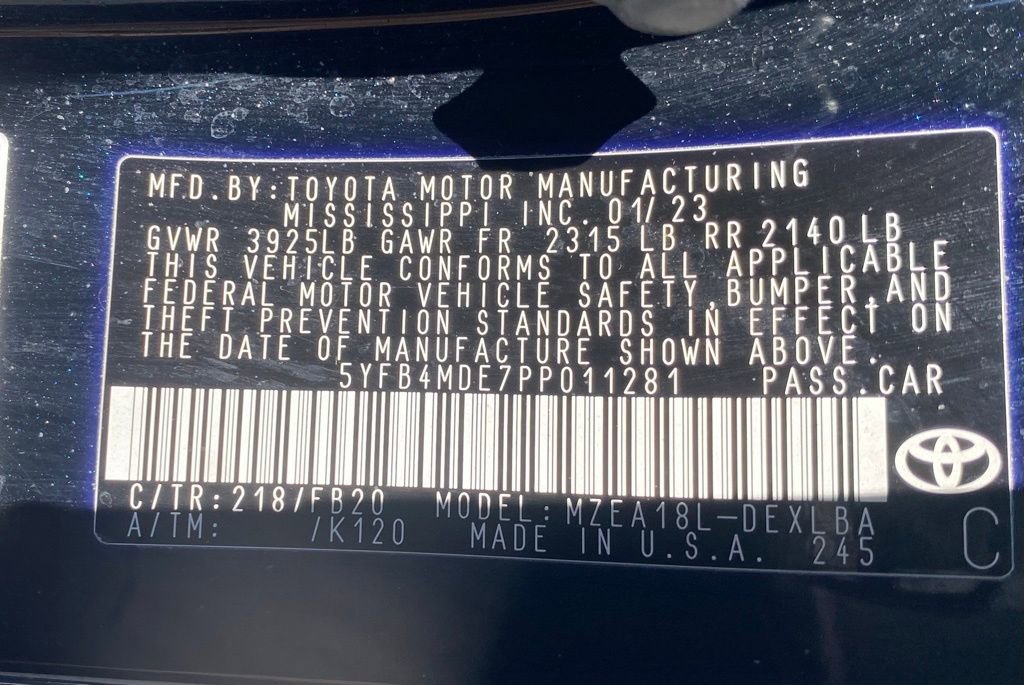 MFD.BY:TOYOTA MOTOR MANUFACTURING
MISSISSIPPI INC. 01/23
GVWR 3925LB GAWR FR 2315 LB RR 2140 LB
THIS VEHICLE CONFORMS TO ALL APPLICABLE
FEDERAL MOTOR VEHICLE SAFETY,BUMPER,AND
THEFT PREVENTION STANDARDS IN EFFECT ON
THE DATE OF MANUFACTURE SHOWN ABOVE.
5YFB4MDE7PP011281 PASS.CAR
C/TR:218/FB20 MODEL:MZEA18L-DEXLBA
A/TM: /K120 MADE IN U.S.A. 245 C